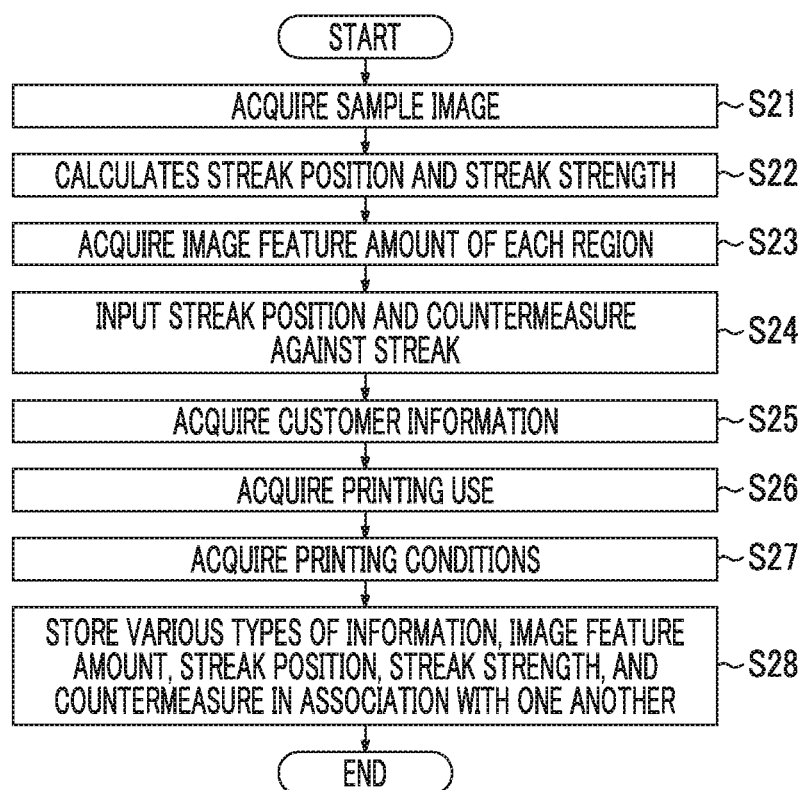 START
ACQUIRE SAMPLE IMAGE
S21
CALCULATES STREAK POSITION AND STREAK STRENGTH
S22
ACQUIRE IMAGE FEATURE AMOUNT OF EACH REGION
S23
INPUT STREAK POSITION AND COUNTERMEASURE
AGAINST STREAK
S24
ACQUIRE CUSTOMER INFORMATION
S25
ACQUIRE PRINTING USE
S26
ACQUIRE PRINTING CONDITIONS
S27
STORE VARIOUS TYPES OF INFORMATION, IMAGE FEATURE
AMOUNT, STREAK POSITION, STREAK STRENGTH, AND
COUNTERMEASURE IN ASSOCIATION WITH ONE ANOTHER
S28
END